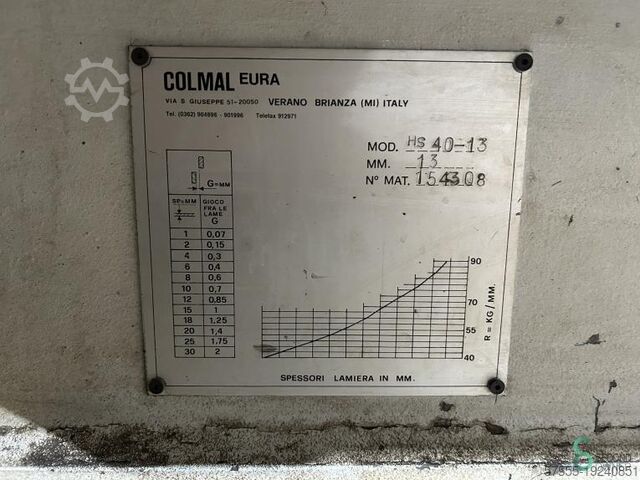 COLMAL EURA
VIA S GIUSEPPE 51-20050 VERANO BRIANZA (MI) ITALY
Tel. (0362) 904896 - 901996 Telefax 912971
MOD. HS 40-13
MM. 13
N° MAT. 154308
G=MM
SP=MM GIOCO
FRA LE
LAME
G
1 0,07
2 0,15
4 0,3
6 0,4
8 0,6
10 0,7
12 0,85
15 1
18 1,25
20 1,4
25 1,75
30 2
90
70
55
40
R = KG/MM.
SPESSORI LAMIERA IN MM.
57955-19240851